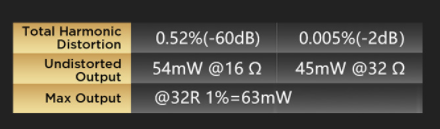 Total Harmonic
Distortion
0.52%(-60dB) 0.005%(-2dB)
Undistorted
Output
54mW @16 Ω 45mW @32 Ω
Max Output @32R 1%=63mW